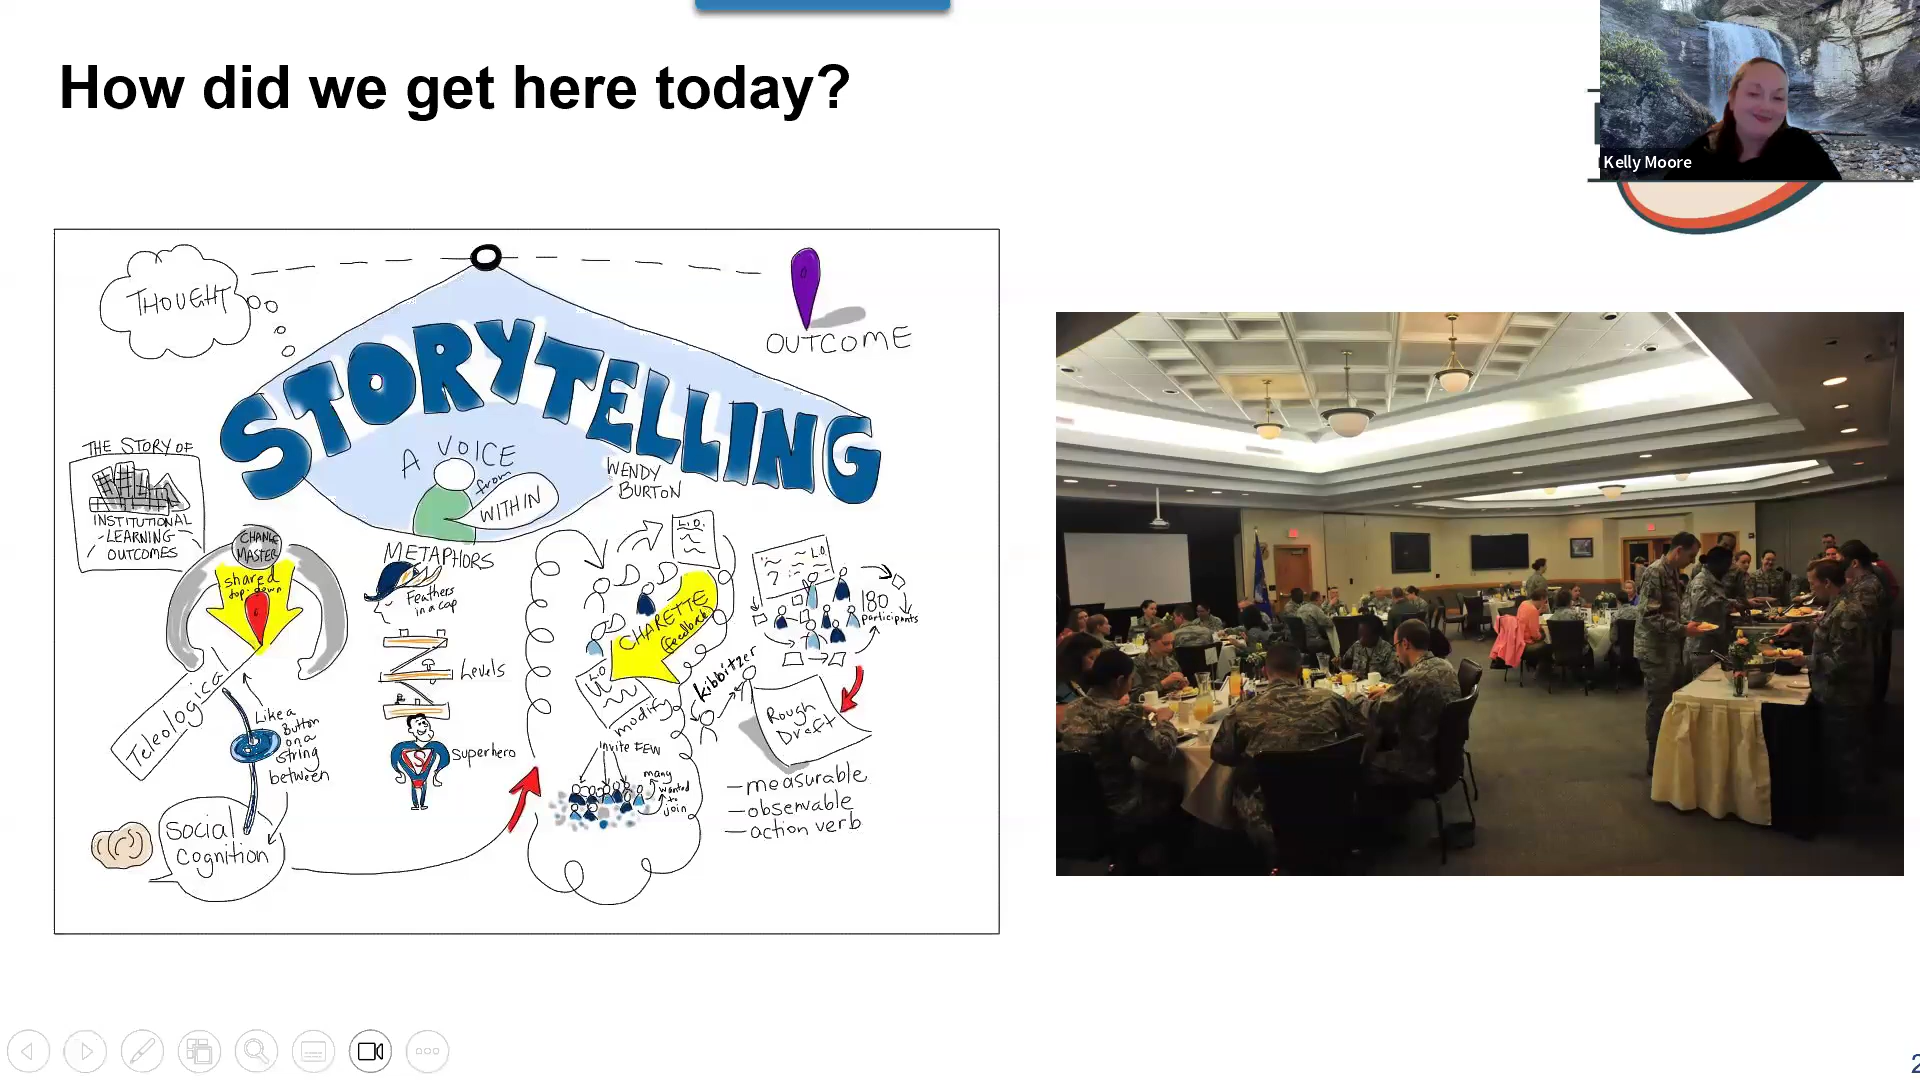 How did we get here today?
Kelly Moore
THOUGHT
OUTCOME
STORYTELLING
A VOICE
from
WITHIN
WENDY
BURTON
THE STORY OF
INSTITUTIONAL
LEARNING
OUTCOMES
CHANGE
MASTER
shared
top-down
Teleological
Like a
Button
on a
string
between
Social
Cognition
METAPHORS
Feathers
in a cap
Levels
S
Superhero
L.O.
CHARETTE
(feedback)
L.O
modify
Invite FEW
many
wanted
to
join
kibbitzer
L.O
?
180
participants
Rough
Draft
- measurable
- observable
- action verb
2